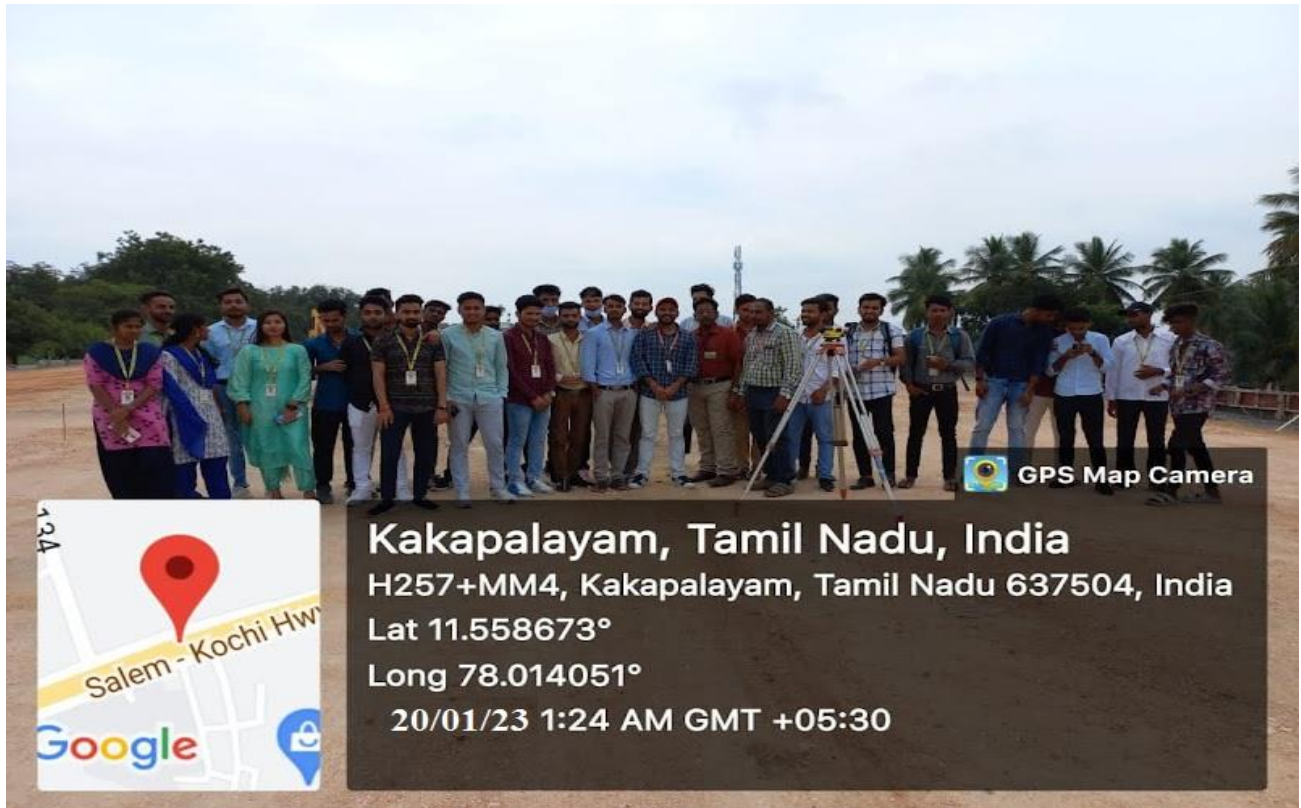 GPS Map Camera
Kakapalayam, Tamil Nadu, India
H257+MM4, Kakapalayam, Tamil Nadu 637504, India
Lat 11.558673°
Long 78.014051°
20/01/23 1:24 AM GMT +05:30
134
Salem - Kochi Hwy
Google